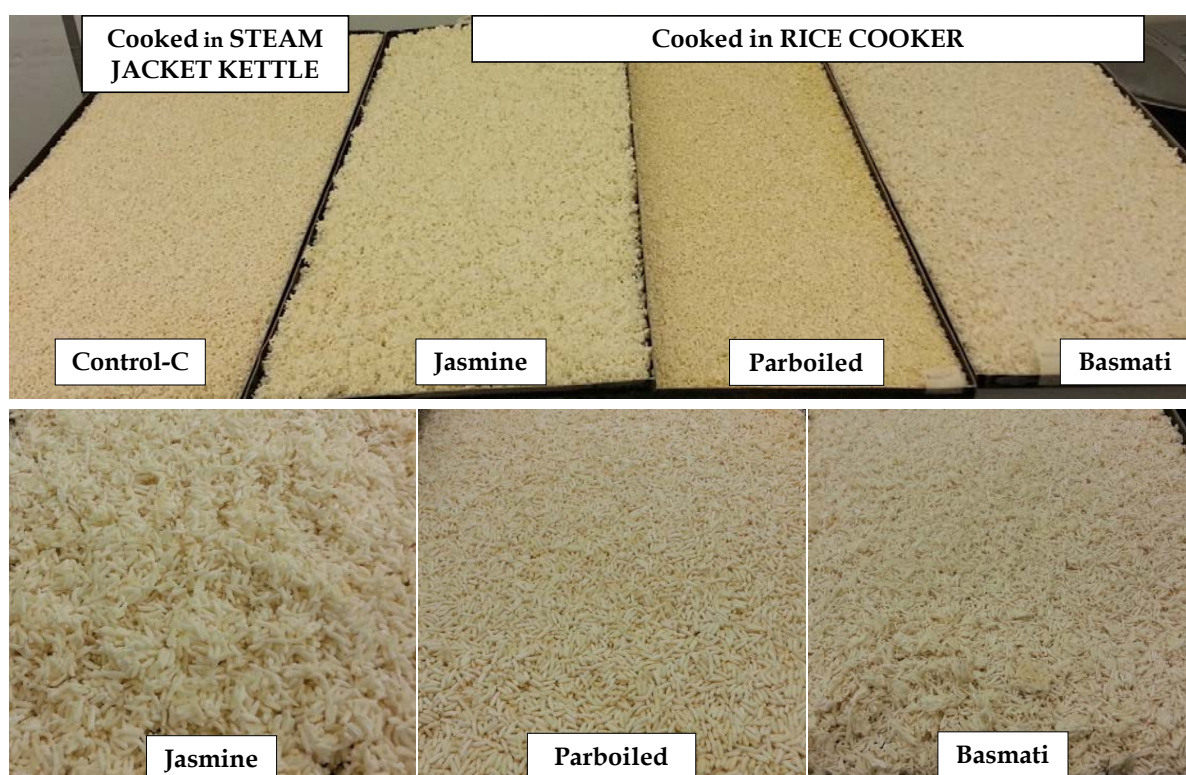 Cooked in STEAM
JACKET KETTLE
Cooked in RICE COOKER
Control-C
Jasmine
Parboiled
Basmati
Jasmine
Parboiled
Basmati